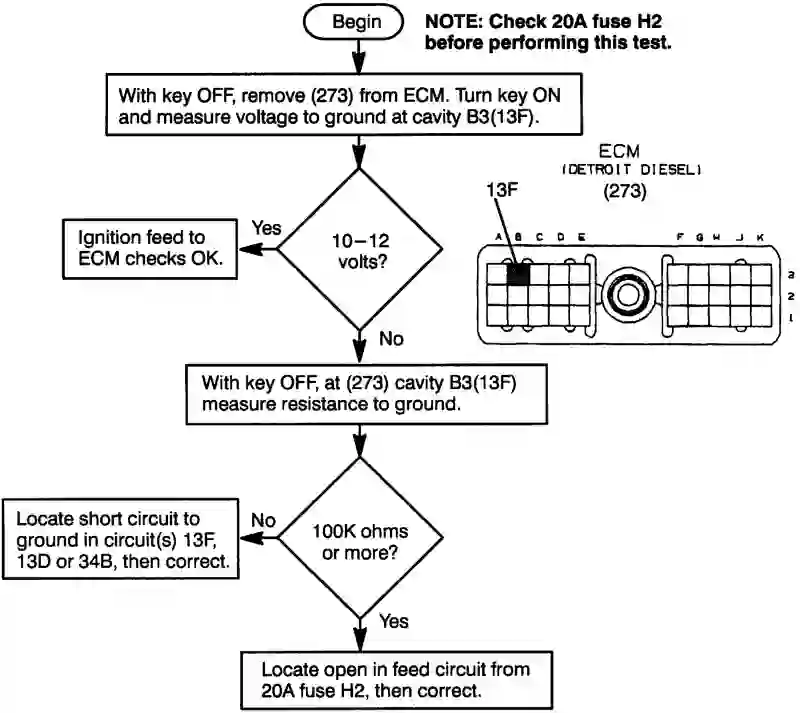 Begin
NOTE: Check 20A fuse H2
before performing this test.
With key OFF, remove (273) from ECM. Turn key ON
and measure voltage to ground at cavity B3(13F).
ECM
(DETROIT DIESEL)
(273)
13F
A B C D E F G H J K
3
2
1
10–12
volts?
Yes
Ignition feed to
ECM checks OK.
No
With key OFF, at (273) cavity B3(13F)
measure resistance to ground.
100K ohms
or more?
No
Locate short circuit to
ground in circuit(s) 13F,
13D or 34B, then correct.
Yes
Locate open in feed circuit from
20A fuse H2, then correct.